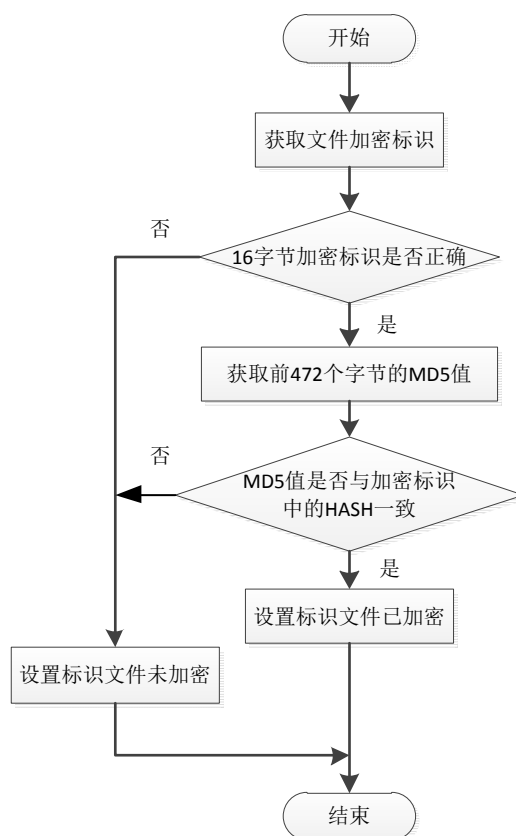 开始
获取文件加密标识
否
16字节加密标识是否正确
是
获取前472个字节的MD5值
否
MD5值是否与加密标识
中的HASH一致
是
设置标识文件已加密
设置标识文件未加密
结束